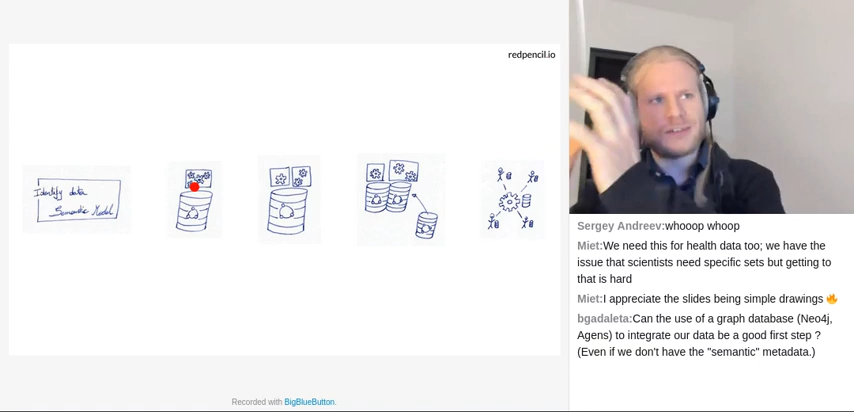 redpencil.io
Identify data
Semantic Model
Sergey Andreev:whooop whoop
Miet:We need this for health data too; we have the
issue that scientists need specific sets but getting to
that is hard
Miet:I appreciate the slides being simple drawings 🔥
bgadaleta:Can the use of a graph database (Neo4j,
Agens) to integrate our data be a good first step ?
(Even if we don't have the "semantic" metadata.)
Recorded with BigBlueButton.